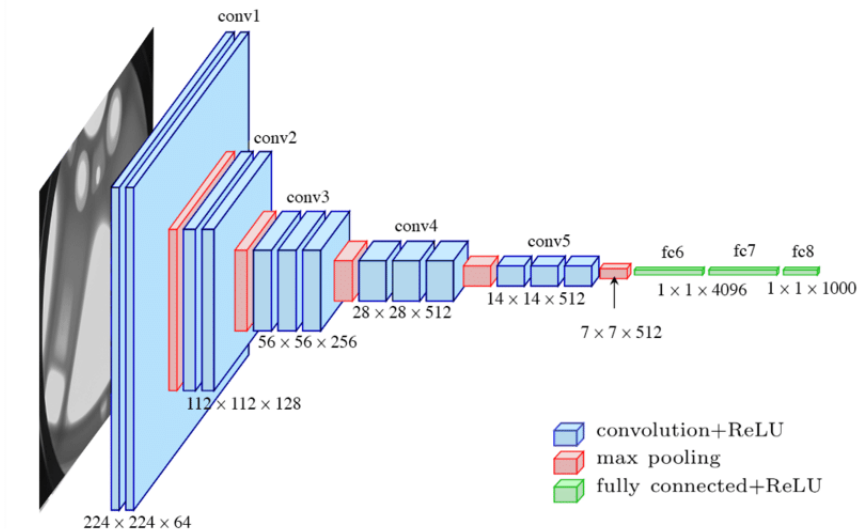 conv1
conv2
conv3
conv4
conv5
fc6
fc7
fc8
1 × 1 × 4096
1 × 1 × 1000
14 × 14 × 512
28 × 28 × 512
7 × 7 × 512
56 × 56 × 256
112 × 112 × 128
224 × 224 × 64
convolution+ReLU
max pooling
fully connected+ReLU